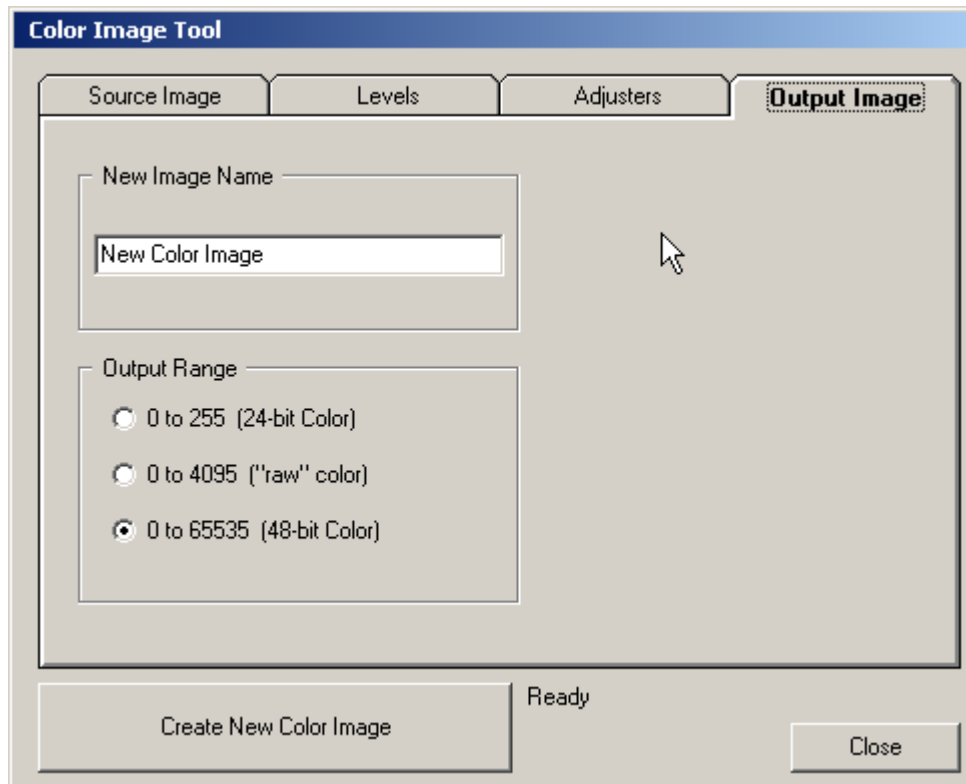 Color Image Tool
Source Image
Levels
Adjusters
Output Image
New Image Name
New Color Image
Output Range
0 to 255 (24-bit Color)
0 to 4095 ("raw" color)
0 to 65535 (48-bit Color)
Create New Color Image
Ready
Close